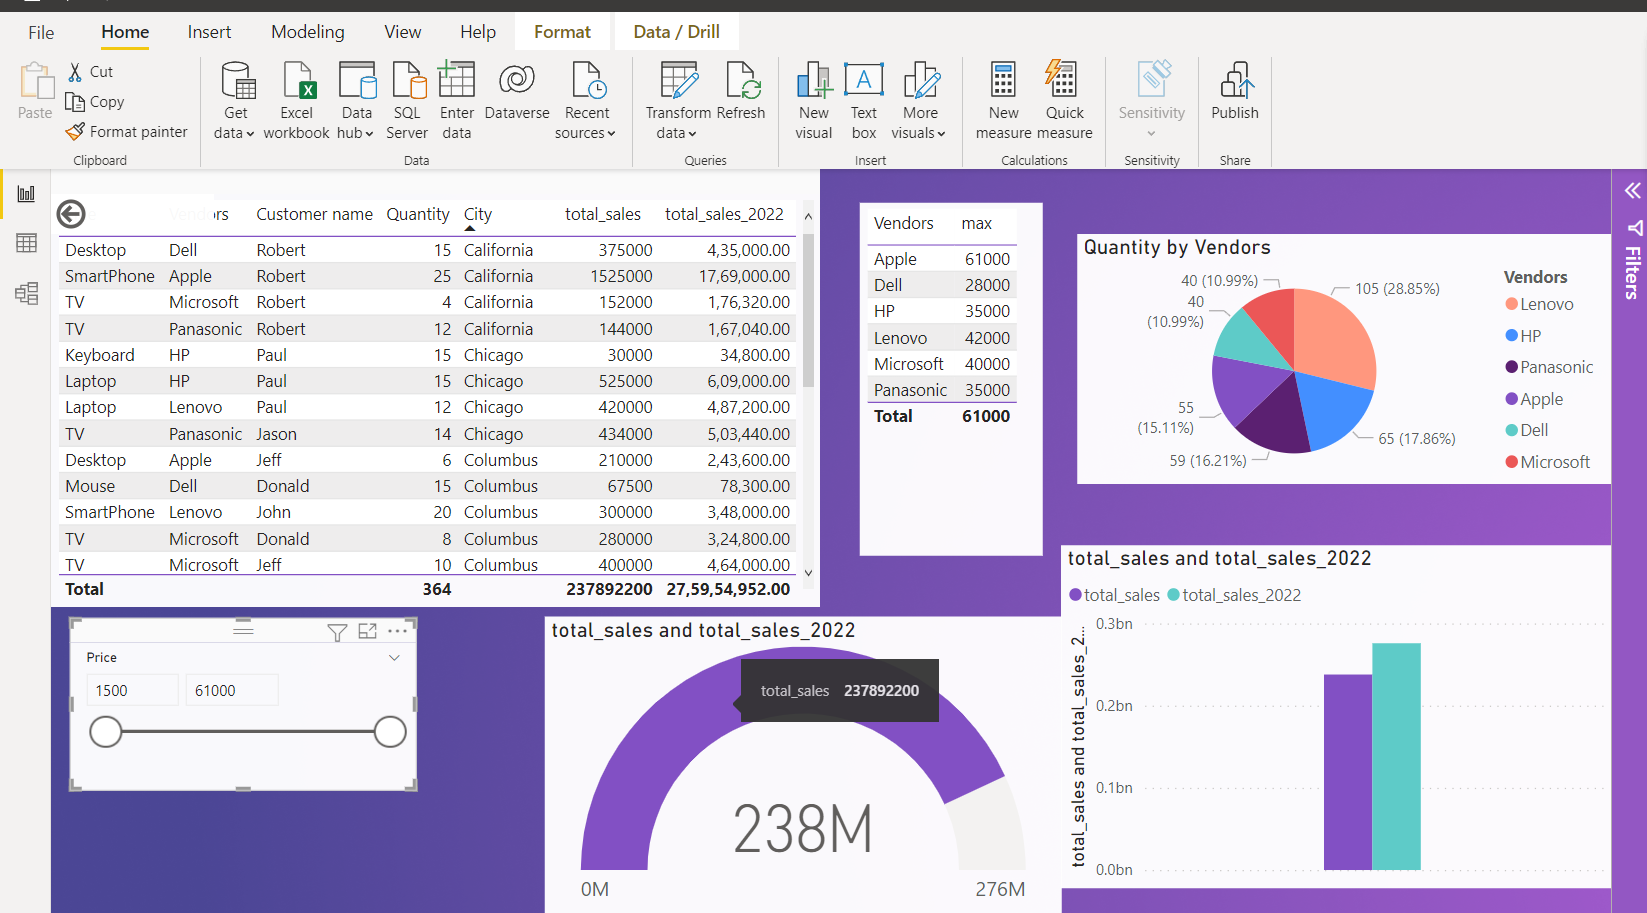 File Home Insert Modeling View Help Format Data / Drill
Paste
Cut
Copy
Format painter
Clipboard
Get data
Excel workbook
Data hub
SQL Server
Enter data
Dataverse
Recent sources
Data
Transform data
Refresh
Queries
New visual
Text box
More visuals
Insert
New measure
Quick measure
Calculations
Sensitivity
Sensitivity
Publish
Share
Vendors Customer name Quantity City total_sales total_sales_2022
Desktop Dell Robert 15 California 375000 4,35,000.00
SmartPhone Apple Robert 25 California 1525000 17,69,000.00
TV Microsoft Robert 4 California 152000 1,76,320.00
TV Panasonic Robert 12 California 144000 1,67,040.00
Keyboard HP Paul 15 Chicago 30000 34,800.00
Laptop HP Paul 15 Chicago 525000 6,09,000.00
Laptop Lenovo Paul 12 Chicago 420000 4,87,200.00
TV Panasonic Jason 14 Chicago 434000 5,03,440.00
Desktop Apple Jeff 6 Columbus 210000 2,43,600.00
Mouse Dell Donald 15 Columbus 67500 78,300.00
SmartPhone Lenovo John 20 Columbus 300000 3,48,000.00
TV Microsoft Donald 8 Columbus 280000 3,24,800.00
TV Microsoft Jeff 10 Columbus 400000 4,64,000.00
Total 364 237892200 27,59,54,952.00
Vendors max
Apple 61000
Dell 28000
HP 35000
Lenovo 42000
Microsoft 40000
Panasonic 35000
Total 61000
Quantity by Vendors
40 (10.99%)
105 (28.85%)
40
(10.99%)
55
(15.11%)
59 (16.21%)
65 (17.86%)
Vendors
Lenovo
HP
Panasonic
Apple
Dell
Microsoft
Filters
Price
1500 61000
total_sales and total_sales_2022
total_sales 237892200
238M
0M 276M
total_sales and total_sales_2022
total_sales total_sales_2022
total_sales and total_sales_2...
0.3bn
0.2bn
0.1bn
0.0bn